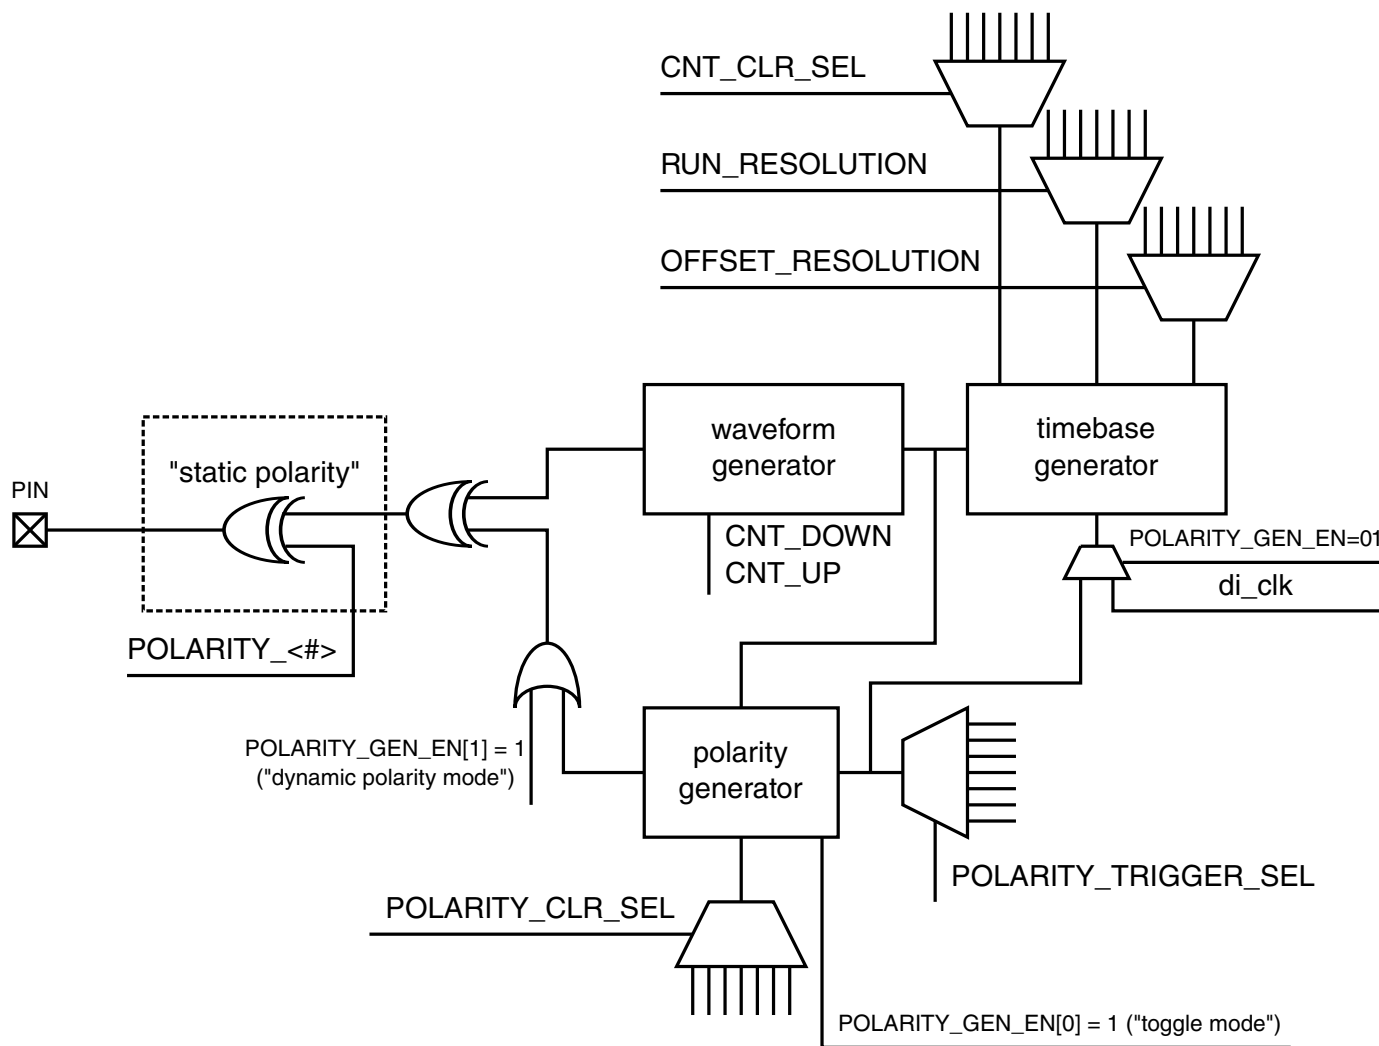 CNT_CLR_SEL
RUN_RESOLUTION
OFFSET_RESOLUTION
waveform
generator
timebase
generator
"static polarity"
PIN
CNT_DOWN
CNT_UP
POLARITY_GEN_EN=01
di_clk
POLARITY_<#>
POLARITY_GEN_EN[1] = 1
("dynamic polarity mode")
polarity
generator
POLARITY_TRIGGER_SEL
POLARITY_CLR_SEL
POLARITY_GEN_EN[0] = 1 ("toggle mode")